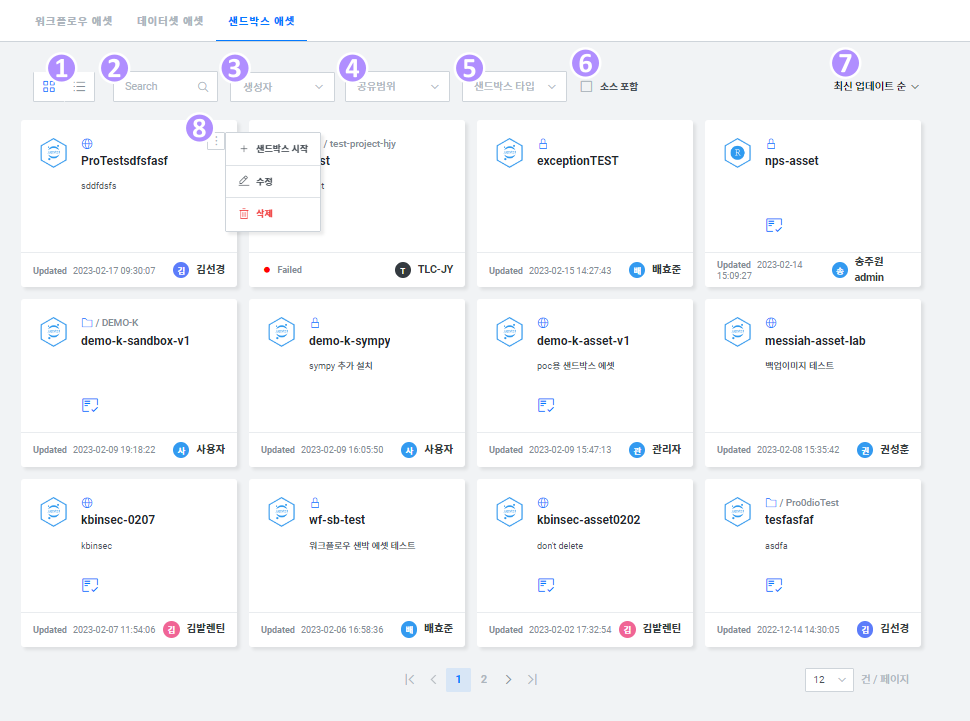 워크플로우 에셋 데이터셋 에셋 샌드박스 에셋
1 2 3 4 5 6 7
Search 생성자 공유범위 샌드박스 타입 소스 포함 최신 업데이트 순
8
ProTestsdfsfasf
sddfdsfs
Updated 2023-02-17 09:30:07 김 김선경
샌드박스 시작
수정
삭제
/ test-project-hjy
st
t
Failed T TLC-JY
exceptionTEST
Updated 2023-02-15 14:27:43 배 배효준
R
nps-asset
Updated 2023-02-14
15:09:27
송 송주원
admin
/ DEMO-K
demo-k-sandbox-v1
Updated 2023-02-09 19:18:22 사 사용자
demo-k-sympy
sympy 추가 설치
Updated 2023-02-09 16:05:50 사 사용자
demo-k-asset-v1
poc용 샌드박스 에셋
Updated 2023-02-09 15:47:13 관 관리자
messiah-asset-lab
백업이미지 테스트
Updated 2023-02-08 15:35:42 권 권성훈
kbinsec-0207
kbinsec
Updated 2023-02-07 11:54:06 김 김발렌틴
wf-sb-test
워크플로우 샌박 에셋 테스트
Updated 2023-02-06 16:58:36 배 배효준
kbinsec-asset0202
don't delete
Updated 2023-02-02 17:32:54 김 김발렌틴
/ Pro0dioTest
tesfasfaf
asdfa
Updated 2022-12-14 14:30:05 김 김선경
1 2
12 건 / 페이지